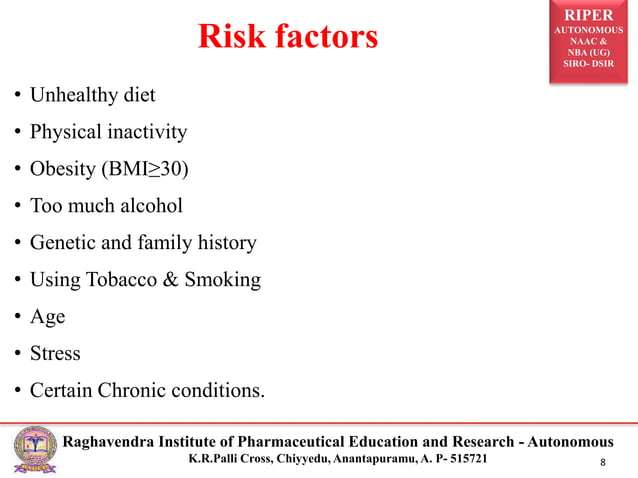 Risk factors
RIPER
AUTONOMOUS
NAAC &
NBA (UG)
SIRO- DSIR
• Unhealthy diet
• Physical inactivity
• Obesity (BMI≥30)
• Too much alcohol
• Genetic and family history
• Using Tobacco & Smoking
• Age
• Stress
• Certain Chronic conditions.
Raghavendra Institute of Pharmaceutical Education and Research - Autonomous
K.R.Palli Cross, Chiyyedu, Anantapuramu, A. P- 515721
8